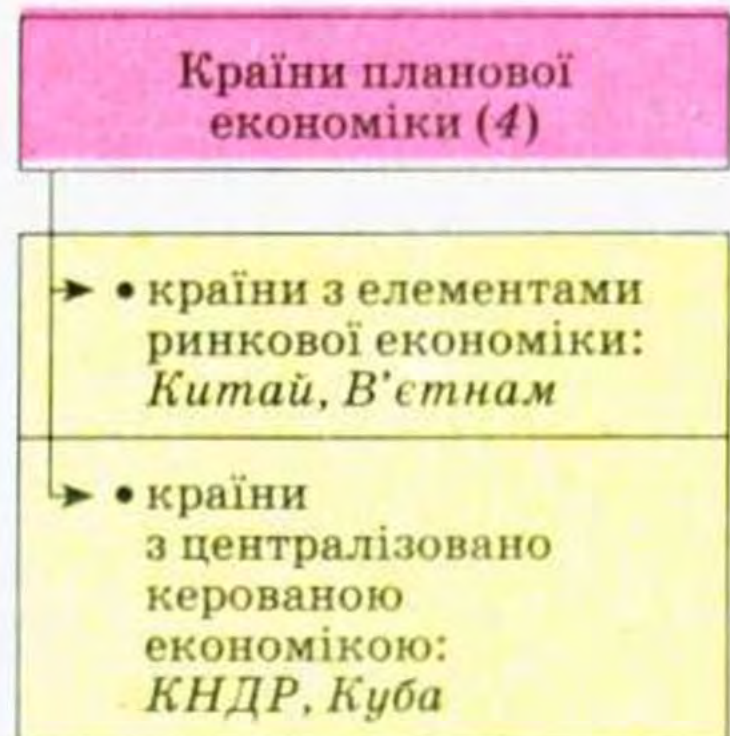 Країни планової
економіки (4)
• країни з елементами
ринкової економіки:
Китай, В’єтнам
• країни
з централізовано
керованою
економікою:
КНДР, Куба